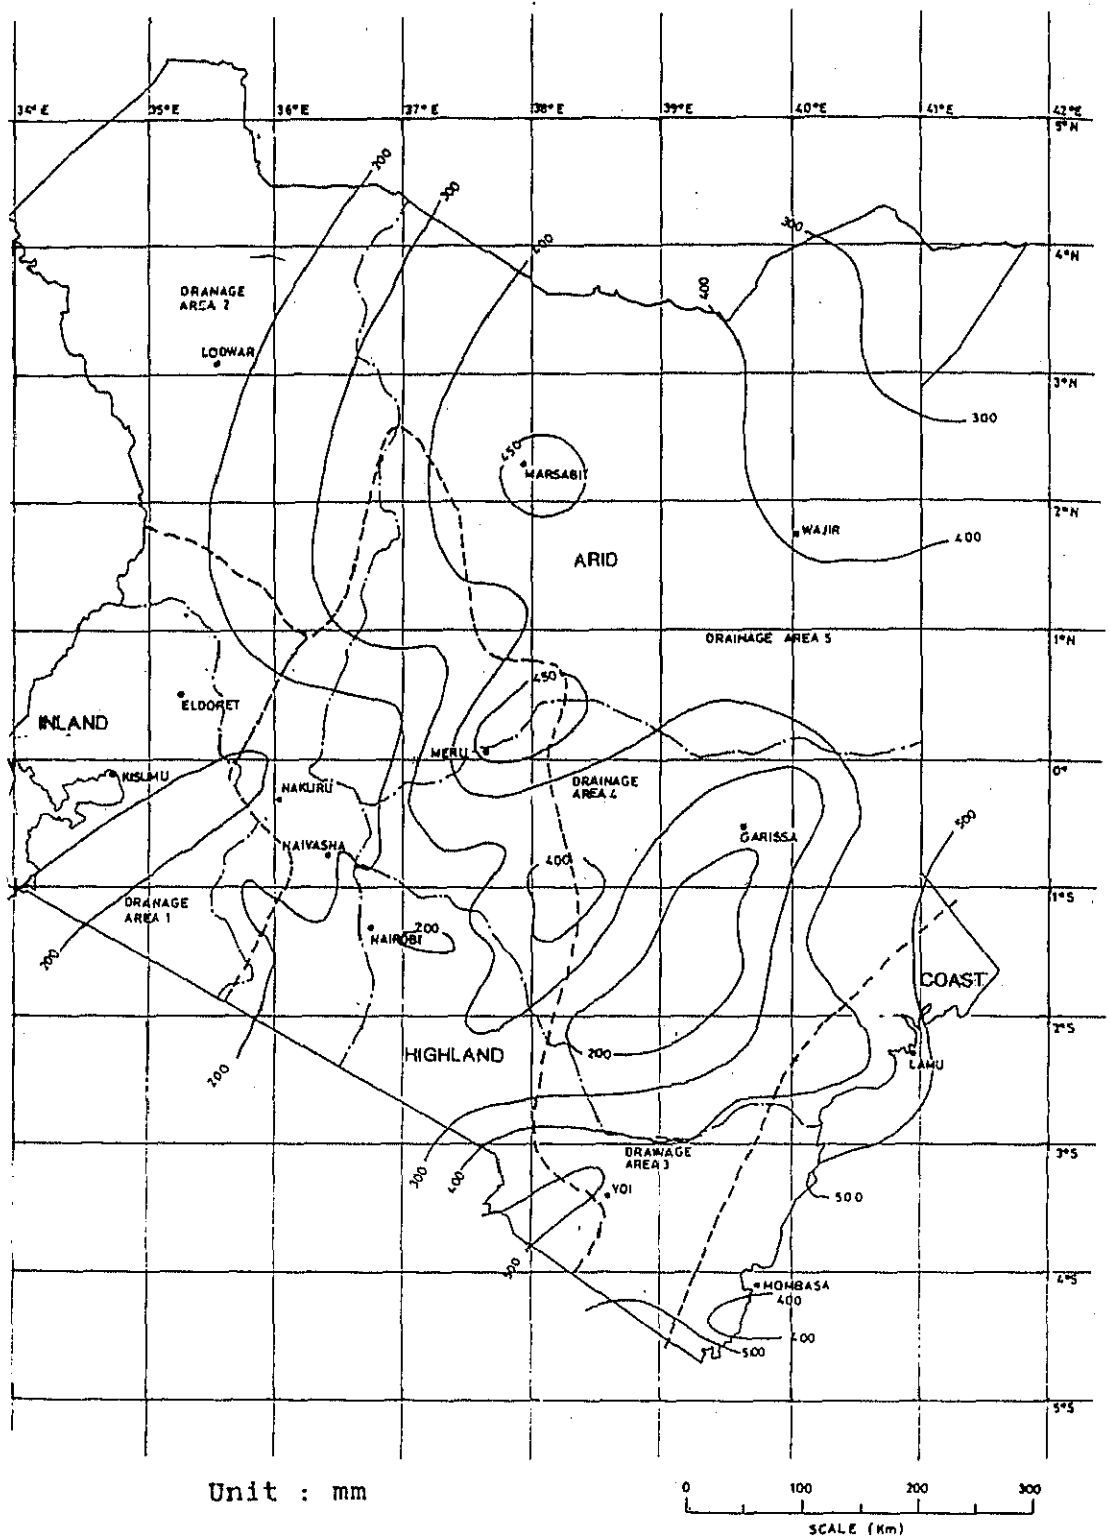 34°E 35°E 36°E 37°E 38°E 39°E 40°E 41°E 42°E
5°N
200
300
400
300
4°N
DRANAGE
AREA 2
400
LODWAR
3°N
300
450
MARSABIT
2°N
WAJIR
400
ARID
1°N
DRAINAGE AREA 5
450
ELDORET
INLAND
MERU
0°
KISUMU
NAKURU
DRAINAGE
AREA 4
500
GARISSA
NAIVASHA
400
1°S
DRANAGE
AREA 1
200
NAIROBI
200
COAST
2°S
HIGHLAND
200
LAMU
200
3°S
DRAWAGE
AREA 3
300
400
VOI
500
500
4°S
MOMBASA
400
400
500
5°S
Unit : mm
0 100 200 300
SCALE (Km)